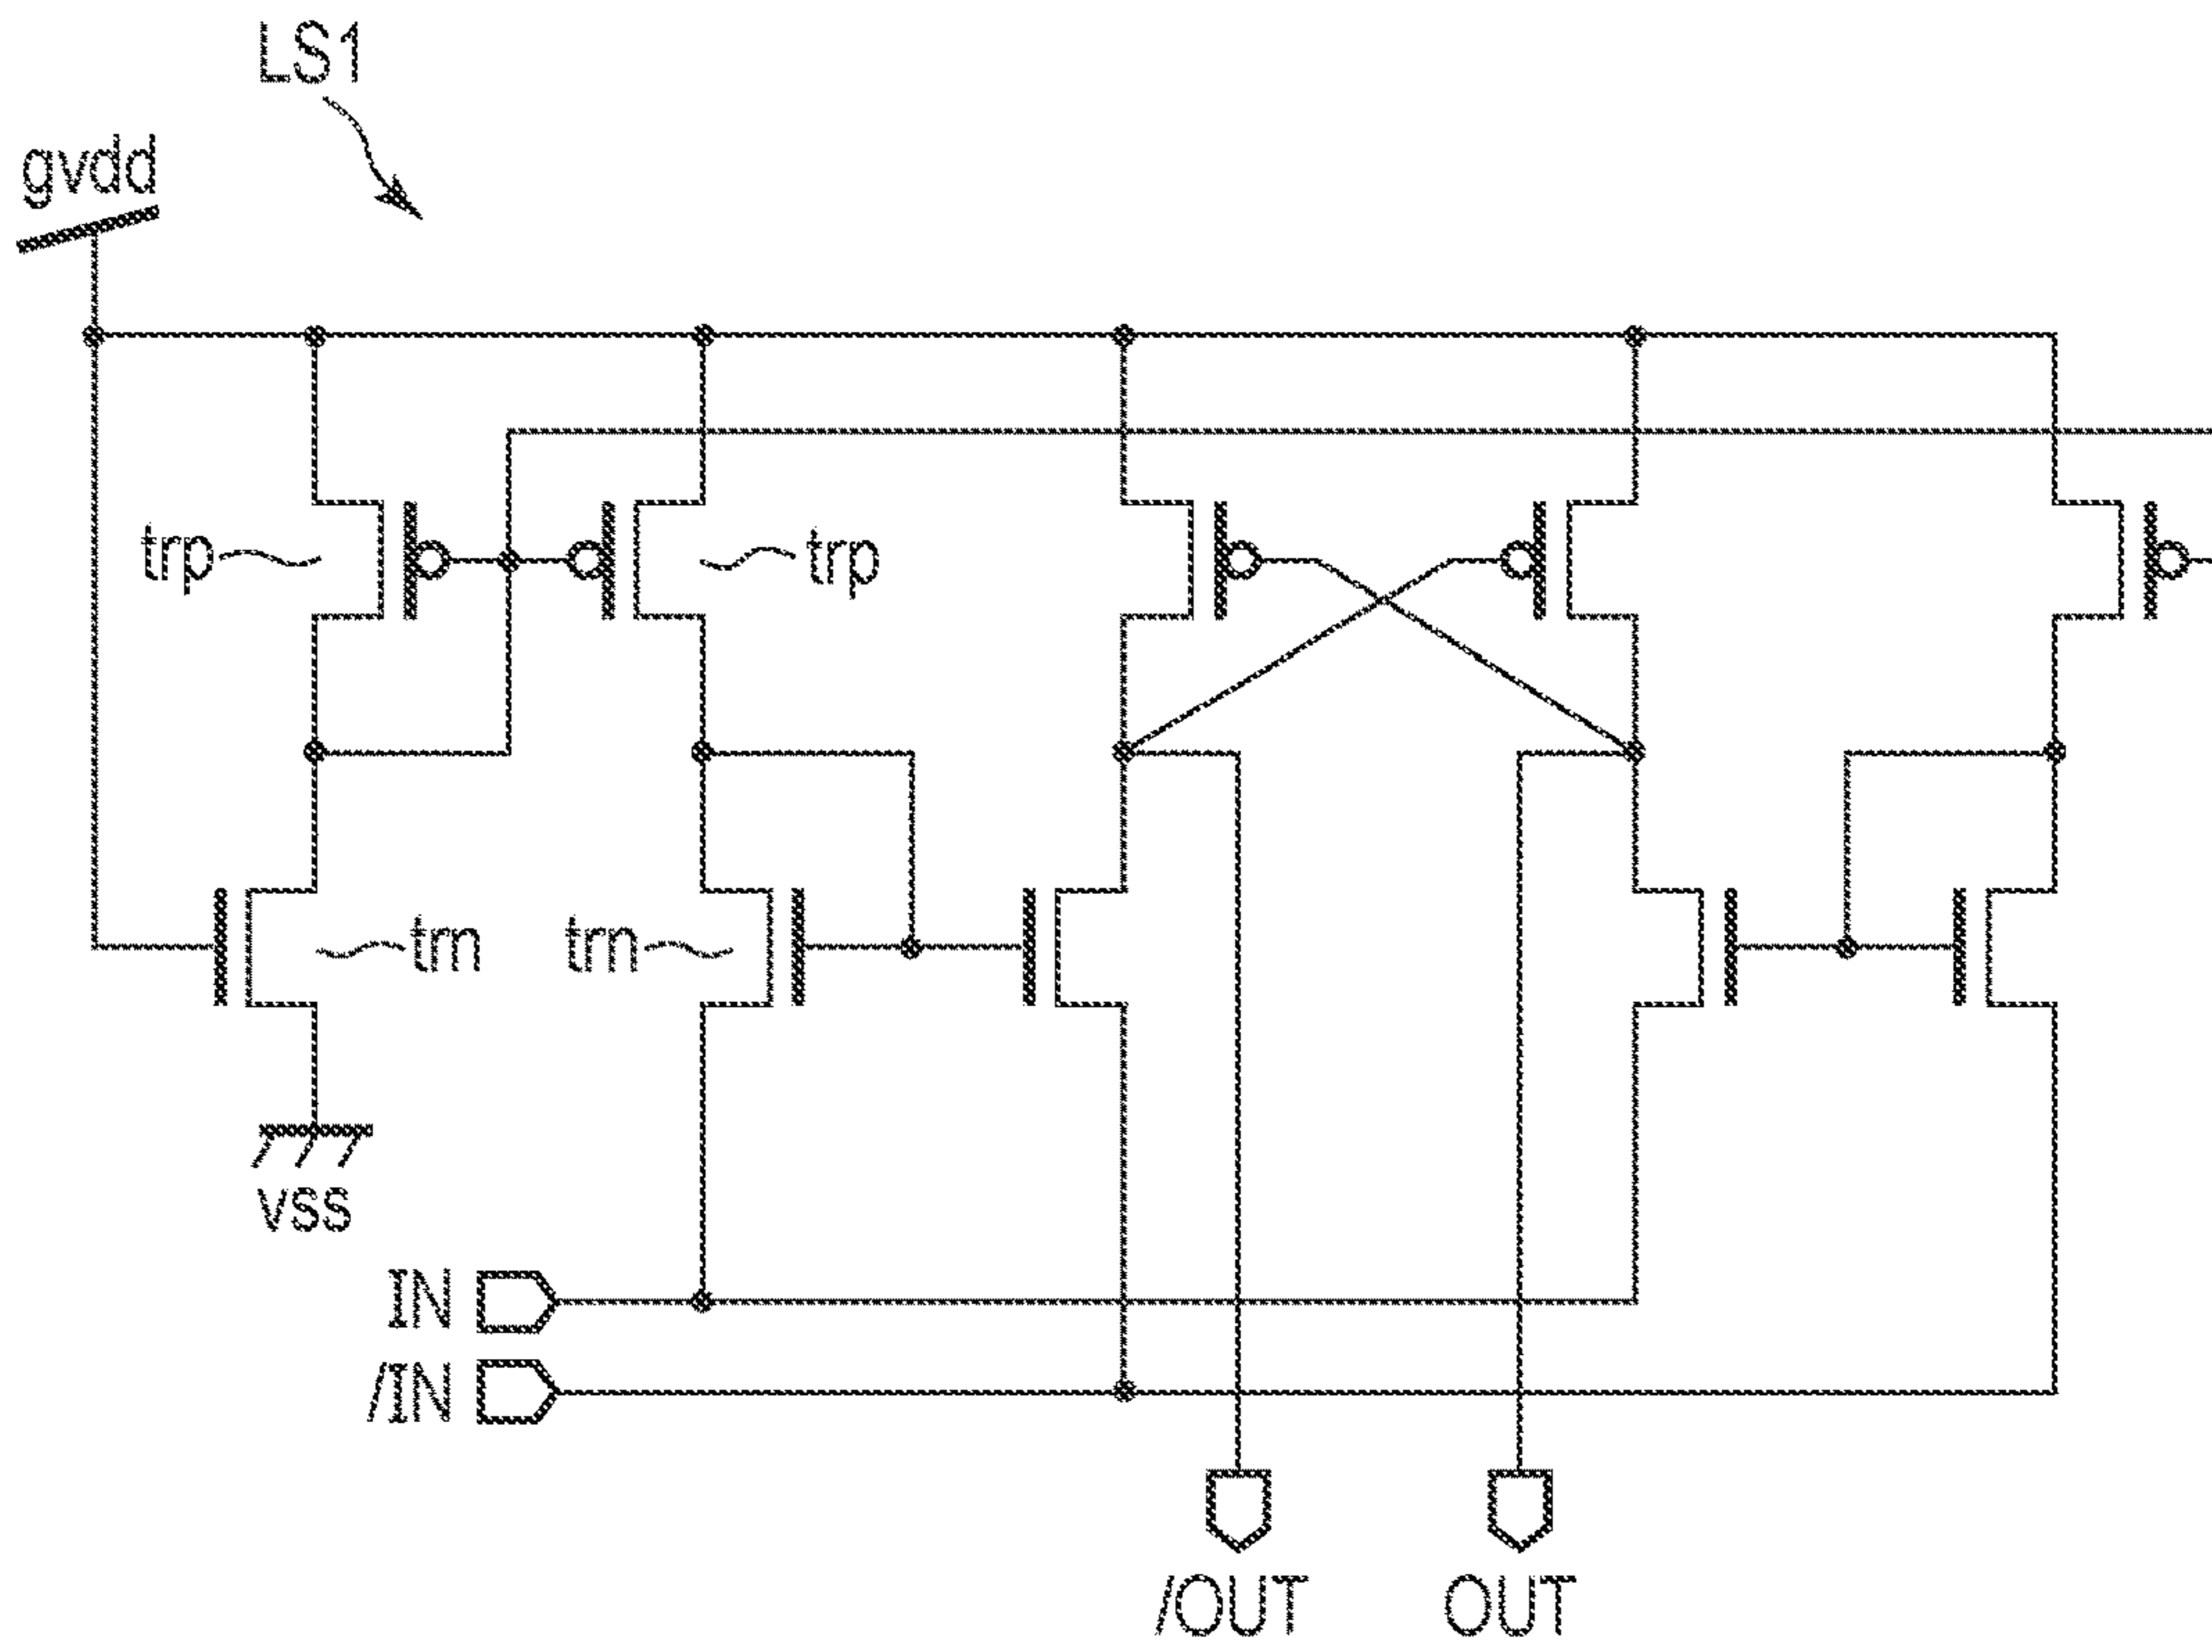 LS1
gvdd
trp
trp
trn
trn
vss
IN
/IN
/OUT
OUT